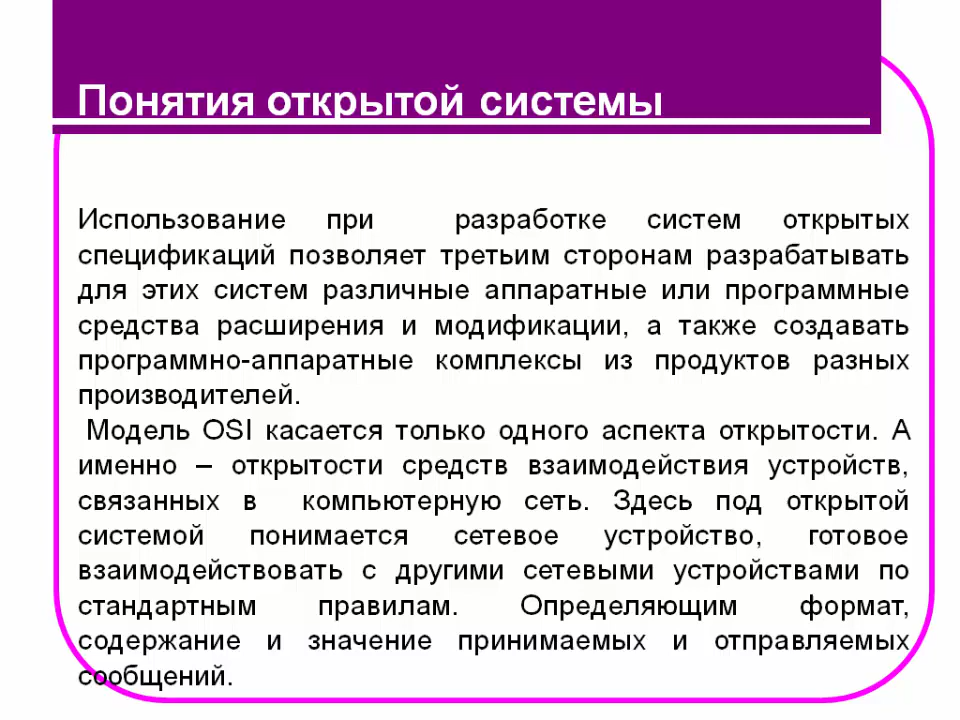 Понятия открытой системы
Использование при разработке систем открытых
спецификаций позволяет третьим сторонам разрабатывать
для этих систем различные аппаратные или программные
средства расширения и модификации, а также создавать
программно-аппаратные комплексы из продуктов разных
производителей.
Модель OSI касается только одного аспекта открытости. А
именно – открытости средств взаимодействия устройств,
связанных в компьютерную сеть. Здесь под открытой
системой понимается сетевое устройство, готовое
взаимодействовать с другими сетевыми устройствами по
стандартным правилам. Определяющим формат,
содержание и значение принимаемых и отправляемых
сообщений.